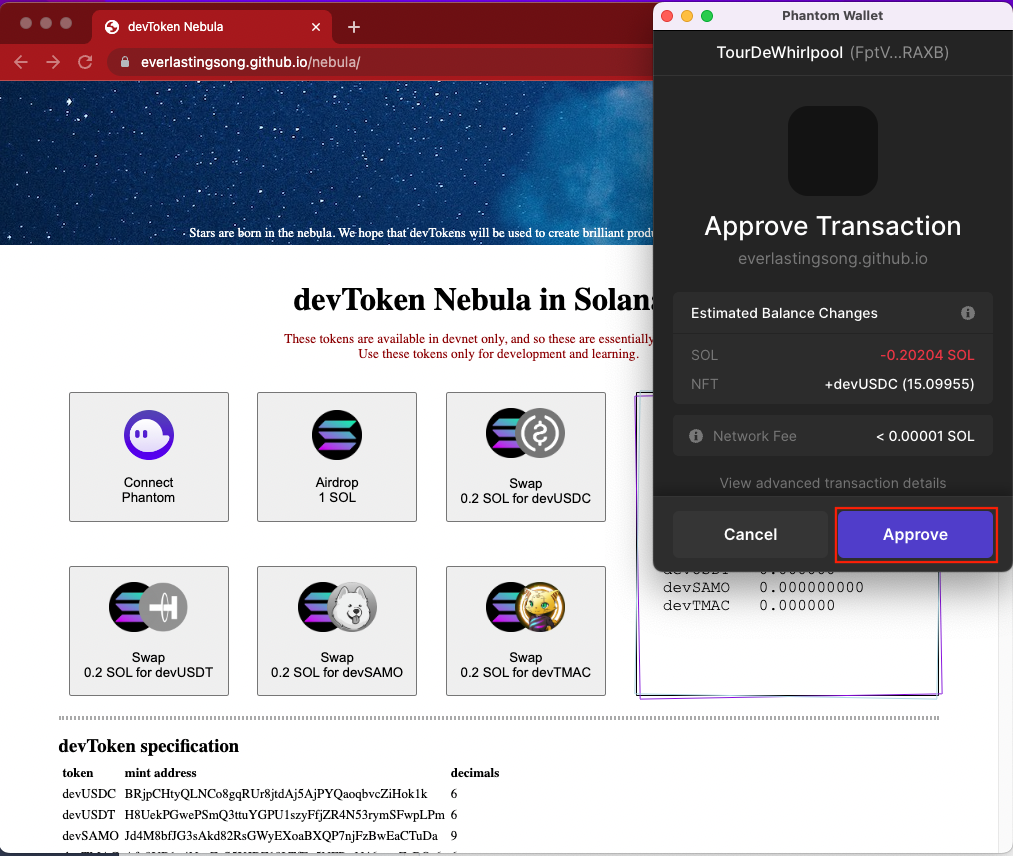 devToken Nebula
everlastingsong.github.io/nebula/
Stars are born in the nebula. We hope that devTokens will be used to create brilliant
devToken Nebula in
These tokens are available in devnet only, and so these are essentially
Use these tokens only for development and learning.
Connect
Phantom
Airdrop
1 SOL
Swap
0.2 SOL for devUSDC
Swap
0.2 SOL for devUSDT
Swap
0.2 SOL for devSAMO
Swap
0.2 SOL for devTMAC
devSAMO 0.000000000
devTMAC 0.000000
devToken specification
token mint address decimals
devUSDC BRjpCHtyQLNCo8gqRUr8jtdAj5AjPYQaoqbvcZiHok1k 6
devUSDT H8UekPGwePSmQ3ttuYGPU1szyFfjZR4N53rymSFwpLPm 6
devSAMO Jd4M8bfJG3sAkd82RsGWyEXoaBXQP7njFzBwEaCTuDa 9
Phantom Wallet
TourDeWhirlpool (FptV...RAXB)
Approve Transaction
everlastingsong.github.io
Estimated Balance Changes
SOL -0.20204 SOL
NFT +devUSDC (15.09955)
Network Fee < 0.00001 SOL
View advanced transaction details
Cancel
Approve